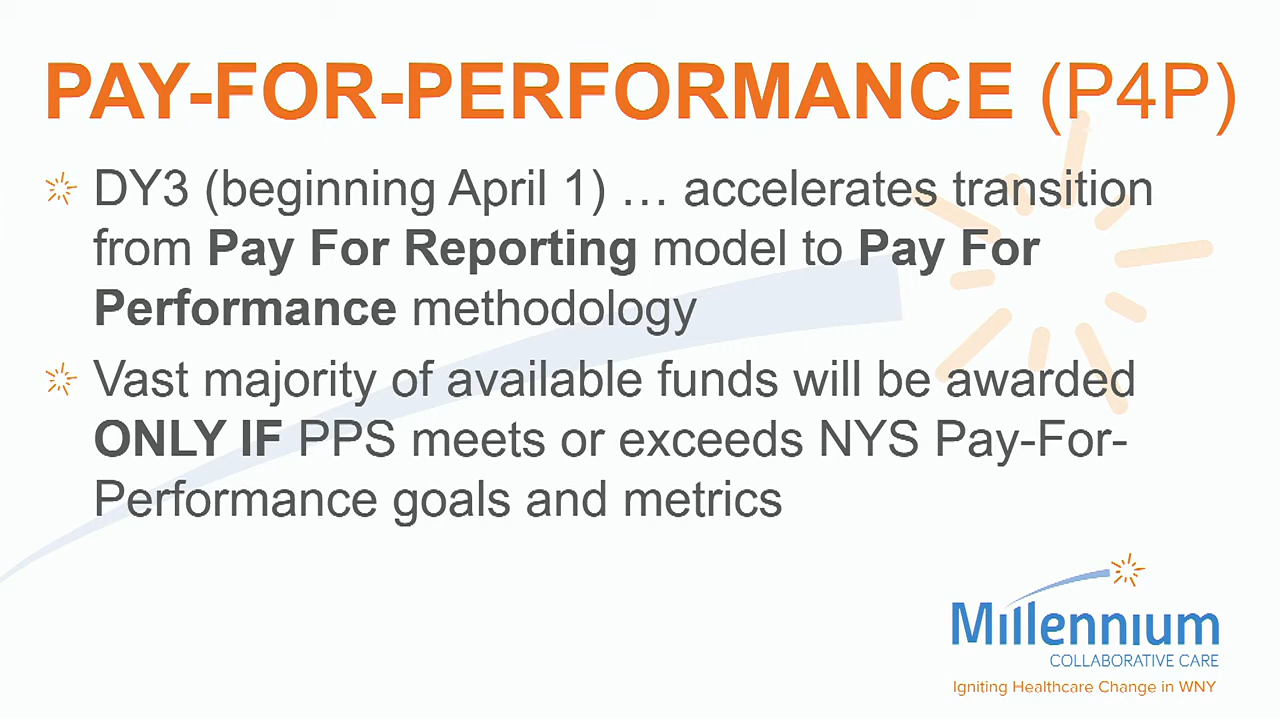 PAY-FOR-PERFORMANCE (P4P)
DY3 (beginning April 1) … accelerates transition
from Pay For Reporting model to Pay For
Performance methodology
Vast majority of available funds will be awarded
ONLY IF PPS meets or exceeds NYS Pay-For-
Performance goals and metrics
Millennium
COLLABORATIVE CARE
Igniting Healthcare Change in WNY